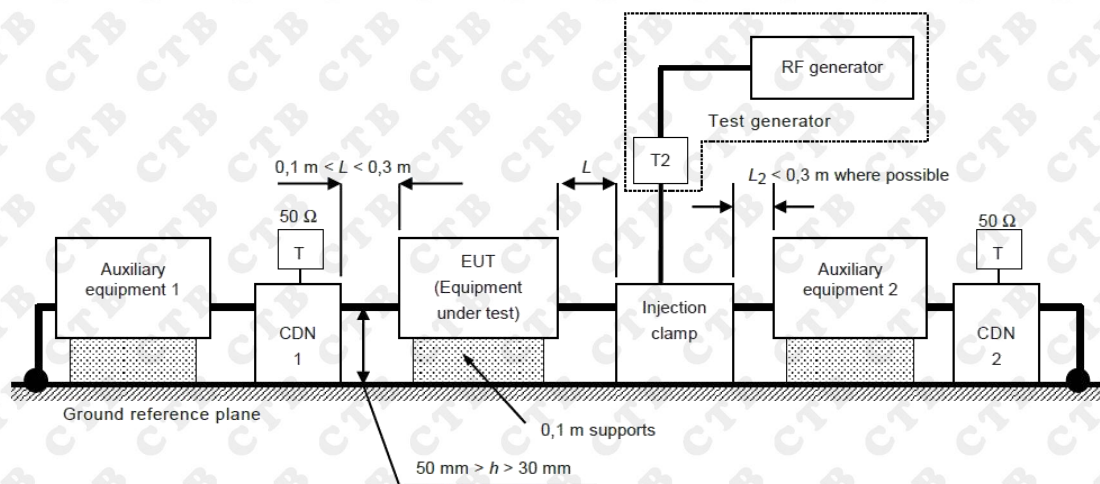 RF generator
Test generator
T2
0,1 m < L < 0,3 m
L
L2 < 0,3 m where possible
50 Ω
T
50 Ω
T
Auxiliary
equipment 1
CDN
1
EUT
(Equipment
under test)
Injection
clamp
Auxiliary
equipment 2
CDN
2
Ground reference plane
0,1 m supports
50 mm > h > 30 mm
CTB